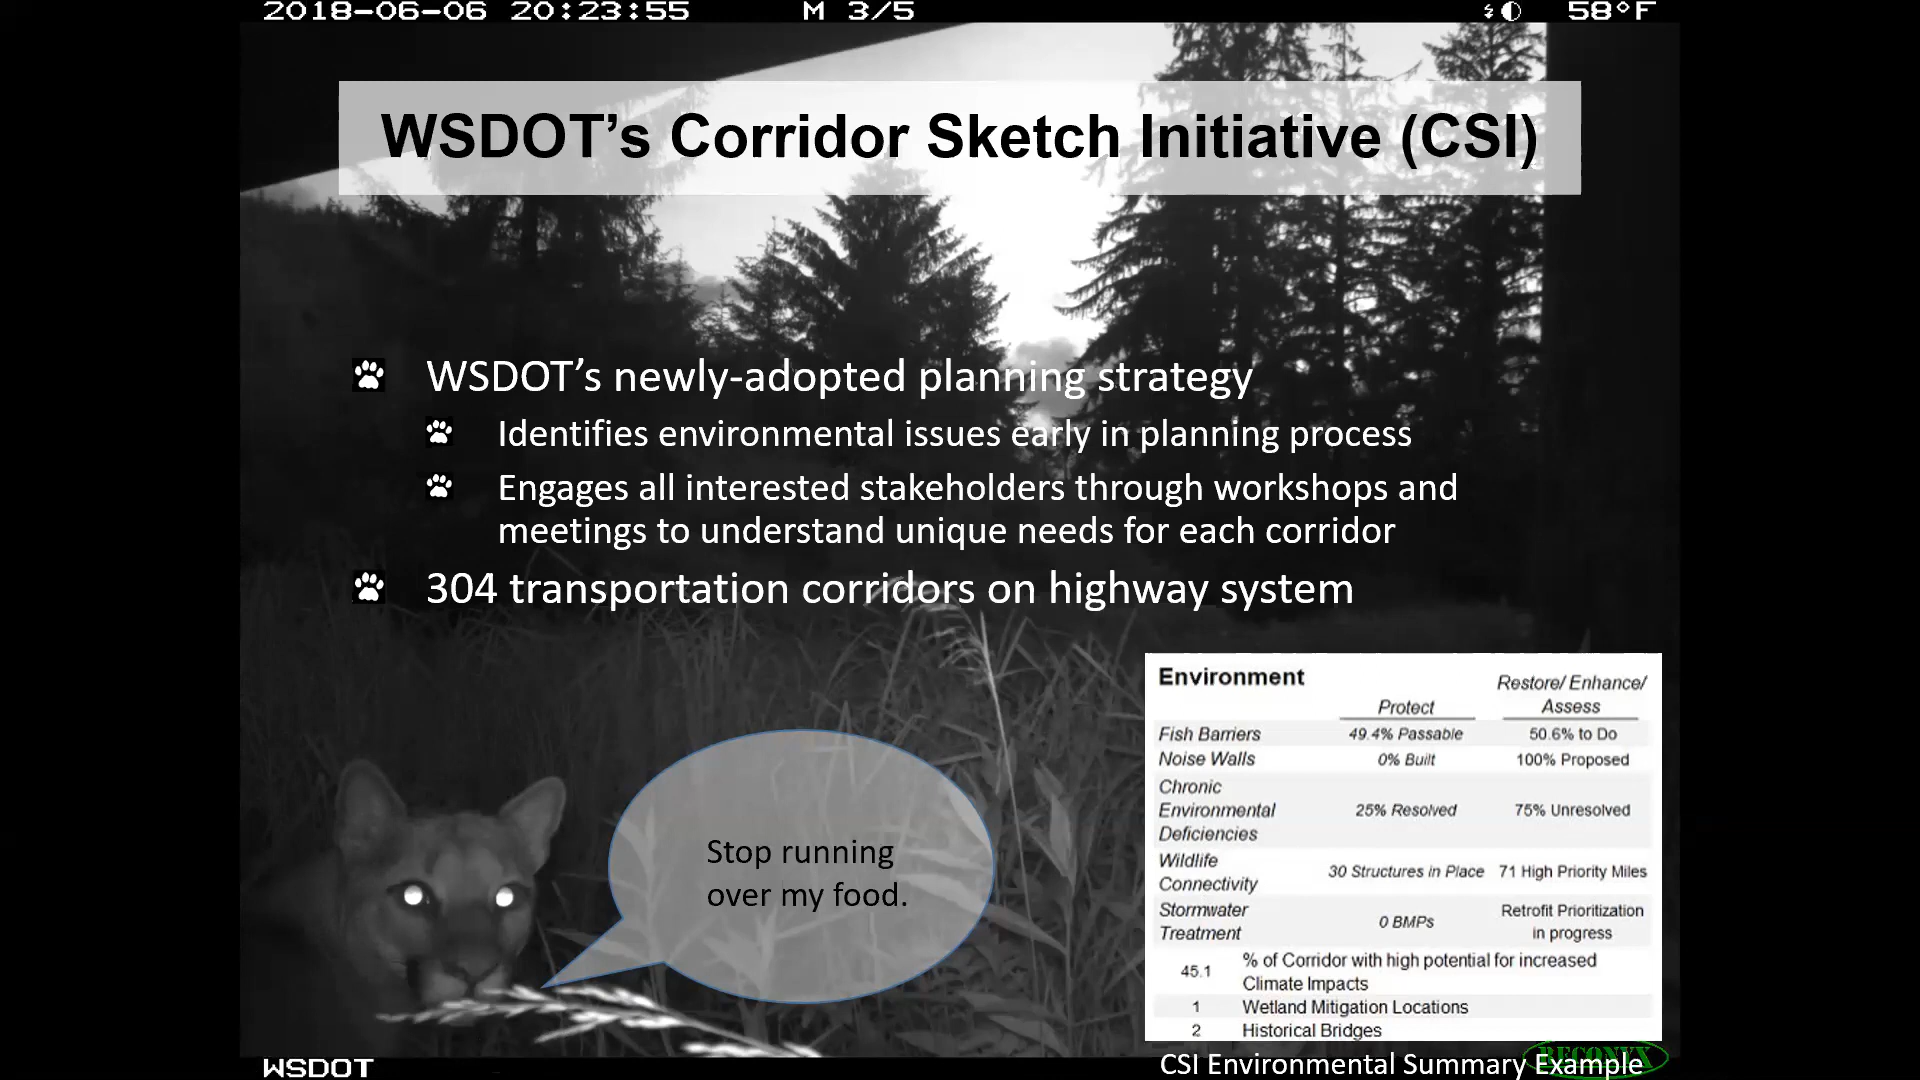 2018-06-06 20:23:55 M 3/5 58°F
WSDOT’s Corridor Sketch Initiative (CSI)
WSDOT’s newly-adopted planning strategy
Identifies environmental issues early in planning process
Engages all interested stakeholders through workshops and
meetings to understand unique needs for each corridor
304 transportation corridors on highway system
Stop running
over my food.
Environment
Protect
Restore/ Enhance/
Assess
Fish Barriers 49.4% Passable 50.6% to Do
Noise Walls 0% Built 100% Proposed
Chronic
Environmental
Deficiencies
25% Resolved 75% Unresolved
Wildlife
Connectivity
30 Structures in Place 71 High Priority Miles
Stormwater
Treatment
0 BMPs
Retrofit Prioritization
in progress
45.1
% of Corridor with high potential for increased
Climate Impacts
1 Wetland Mitigation Locations
2 Historical Bridges
CSI Environmental Summary Example
WSDOT
RECONYX